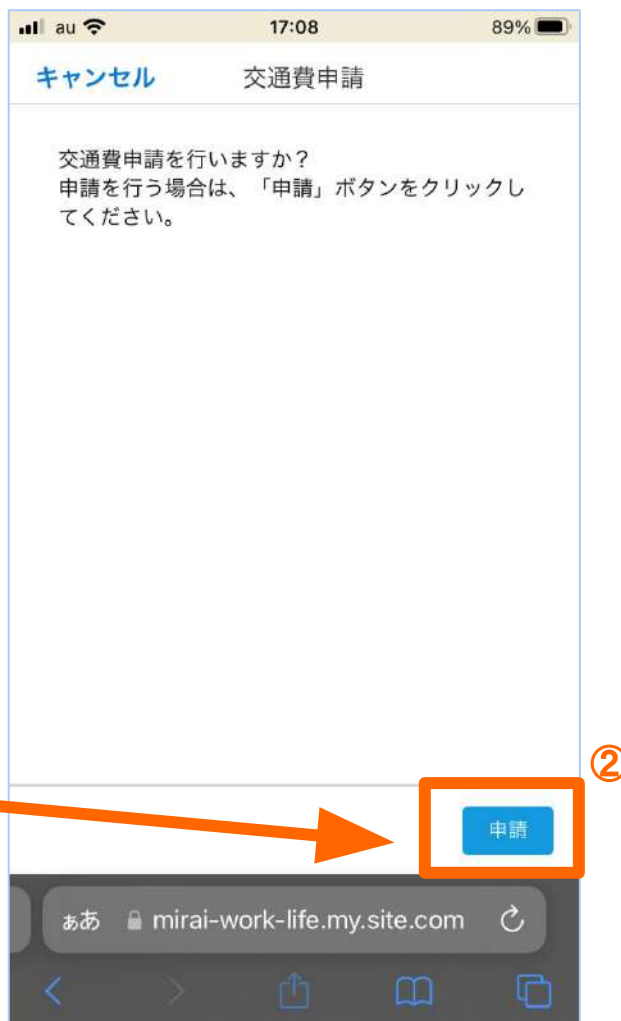 au 17:08 89%
キャンセル 交通費申請
交通費申請を行いますか?
申請を行う場合は、「申請」ボタンをクリックし
てください。
②
申請
ぁあ mirai-work-life.my.site.com